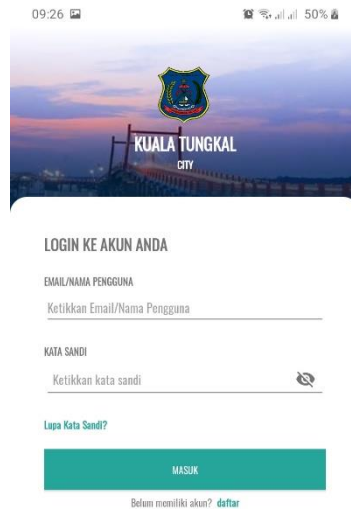 09:26 50%
KUALA TUNGKAL
CITY
LOGIN KE AKUN ANDA
EMAIL/NAMA PENGGUNA
Ketikkan Email/Nama Pengguna
KATA SANDI
Ketikkan kata sandi
Lupa Kata Sandi?
MASUK
Belum memiliki akun? daftar